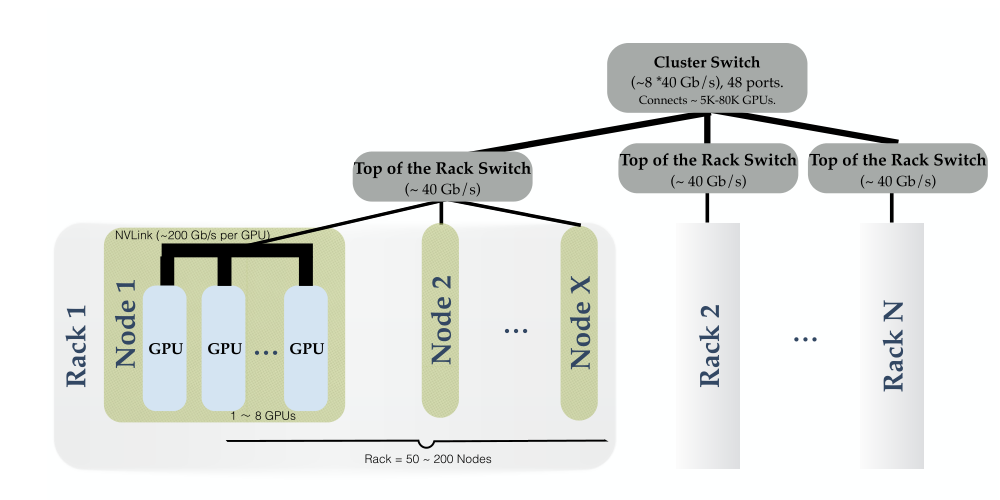 Cluster Switch
(~8 *40 Gb/s), 48 ports.
Connects ~ 5K-80K GPUs.
Top of the Rack Switch
(~ 40 Gb/s)
Top of the Rack Switch
(~ 40 Gb/s)
Top of the Rack Switch
(~ 40 Gb/s)
NVLink (~200 Gb/s per GPU)
Rack 1
Node 1
GPU
GPU
...
GPU
1 ~ 8 GPUs
Node 2
...
Node X
Rack 2
...
Rack N
Rack = 50 ~ 200 Nodes